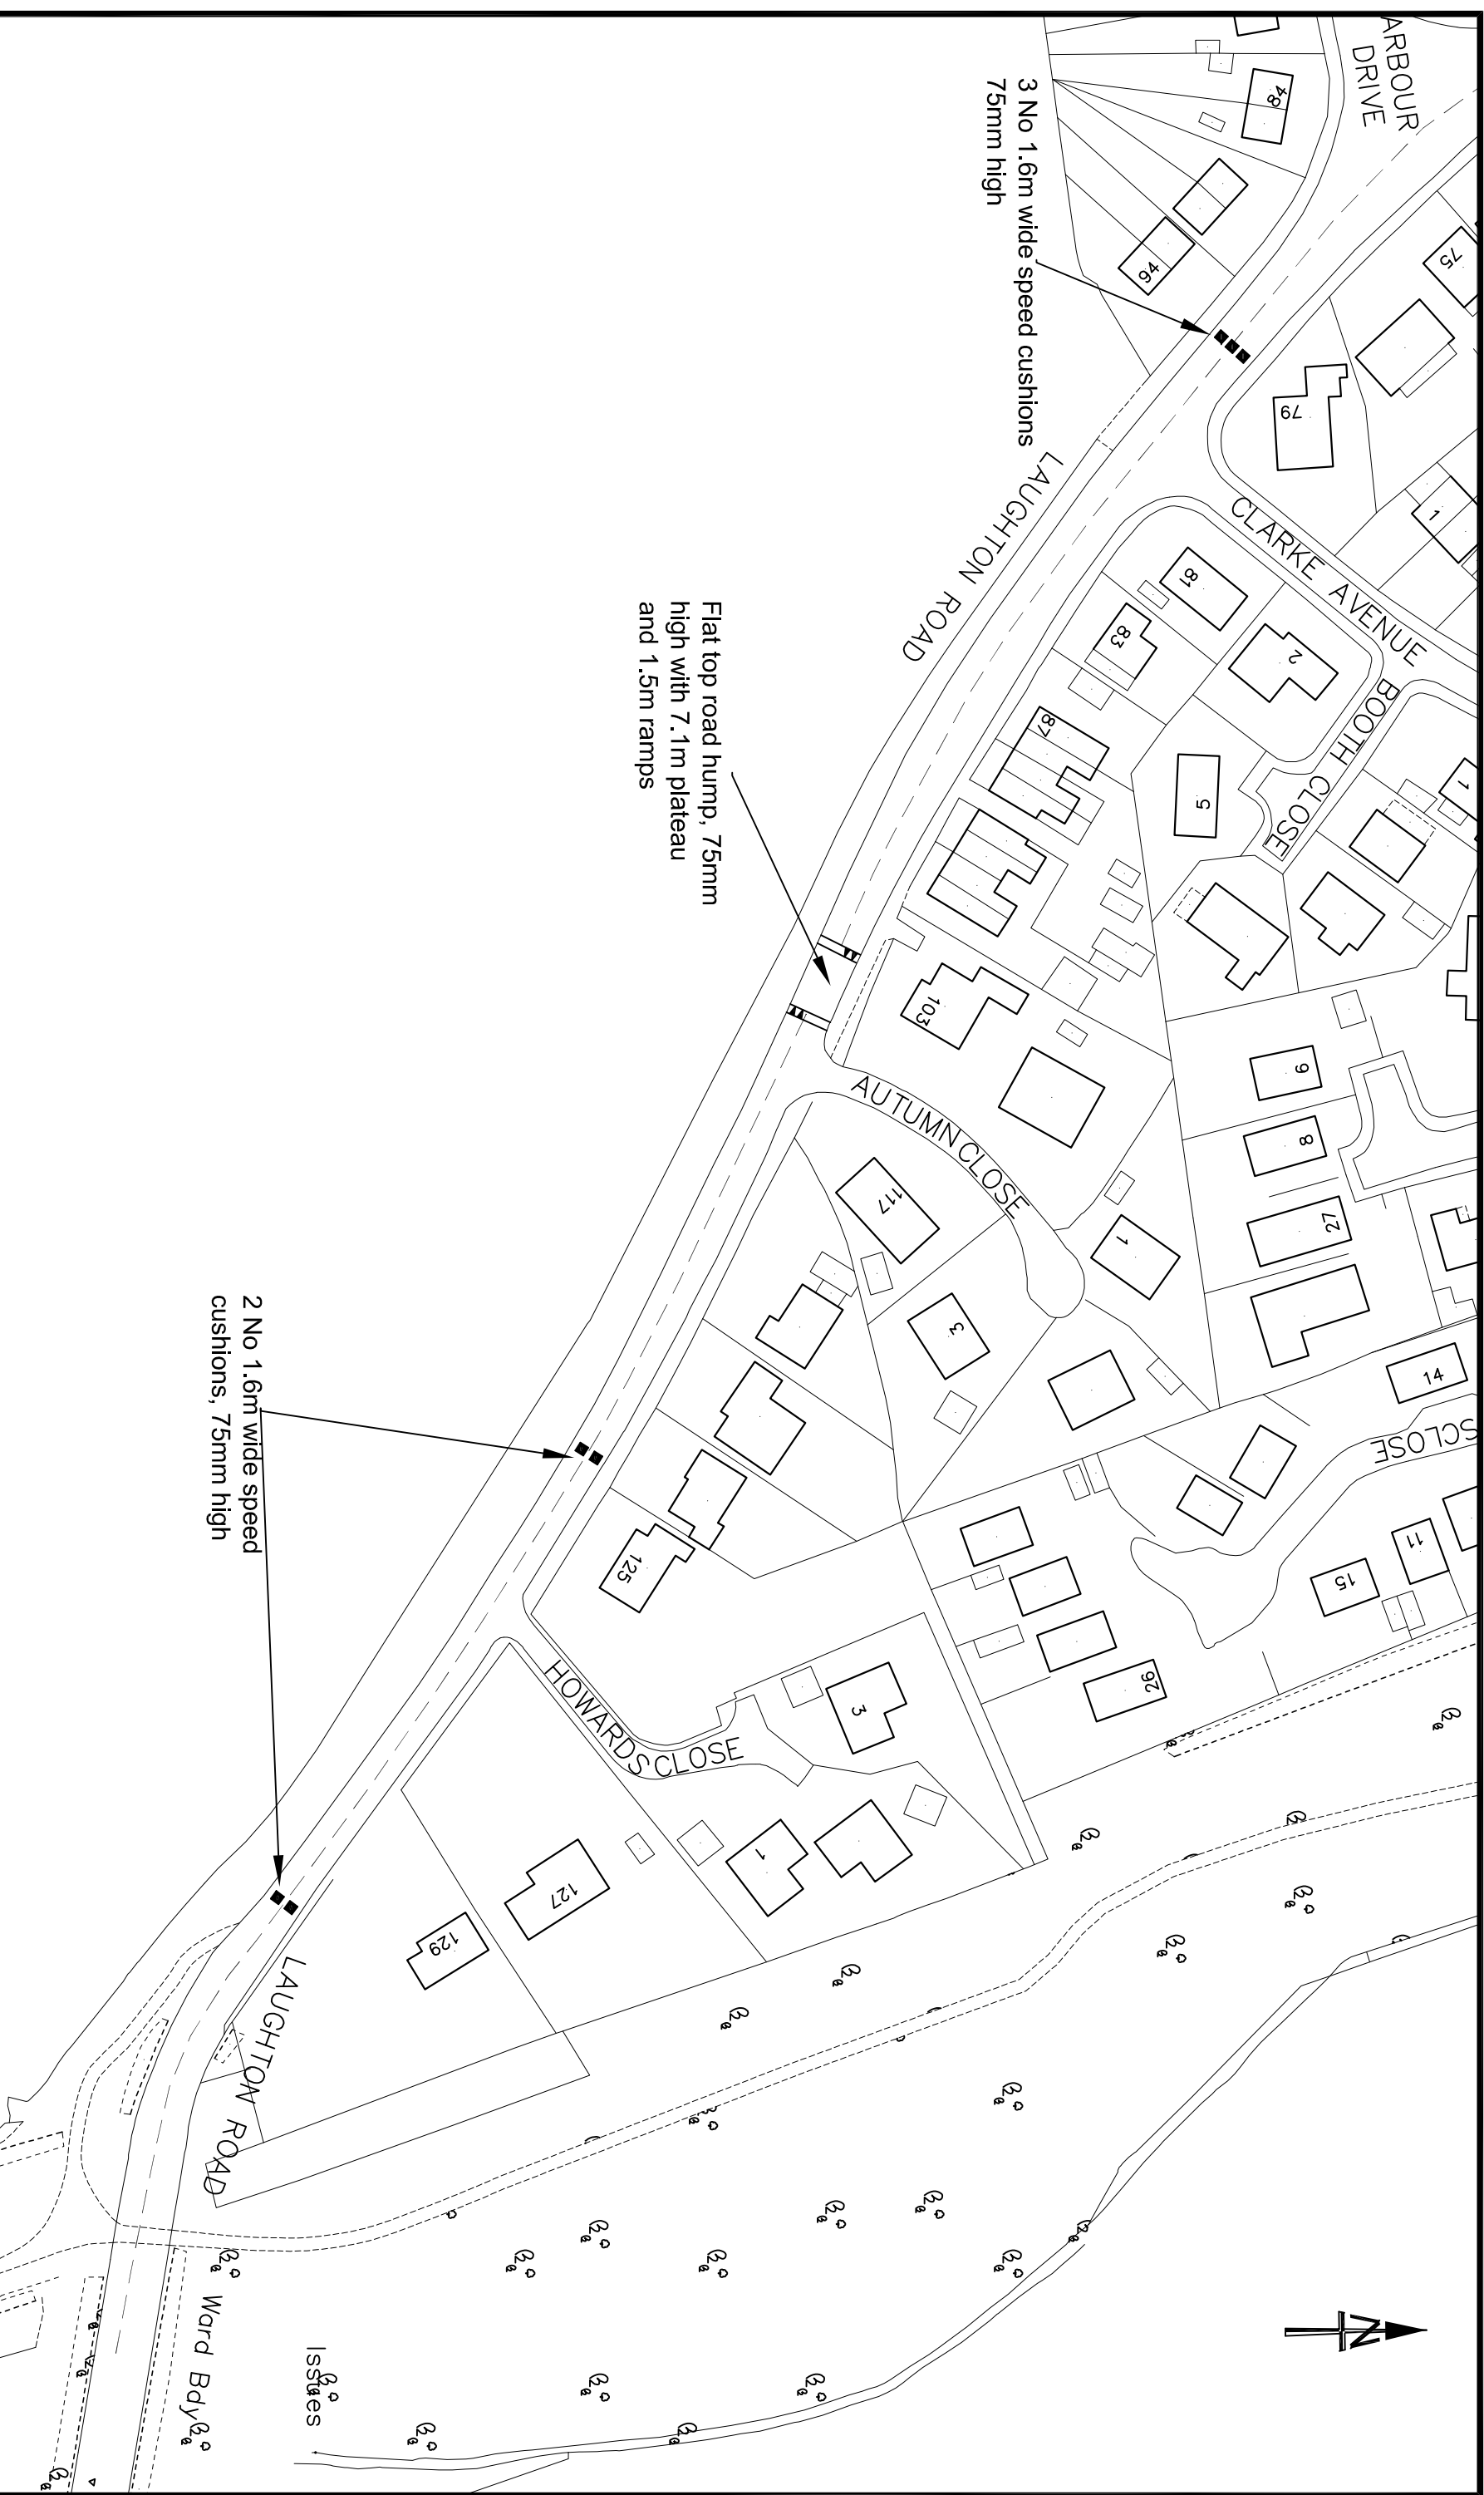 ARBOUR
DRIVE
84
94
75
79
1
3 No 1.6m wide speed cushions
75mm high
LAUGHTON ROAD
CLARKE AVENUE
BOOTH CLOSE
81
83
2
87
5
1
Flat top road hump, 75mm
high with 7.1m plateau
and 1.5m ramps
103
9
8
27
AUTUMN CLOSE
117
1
3
14
SCLOSE
11
15
26
2 No 1.6m wide speed
cushions, 75mm high
125
HOWARDS CLOSE
3
1
127
129
LAUGHTON ROAD
Ward Bdy
Issues
N